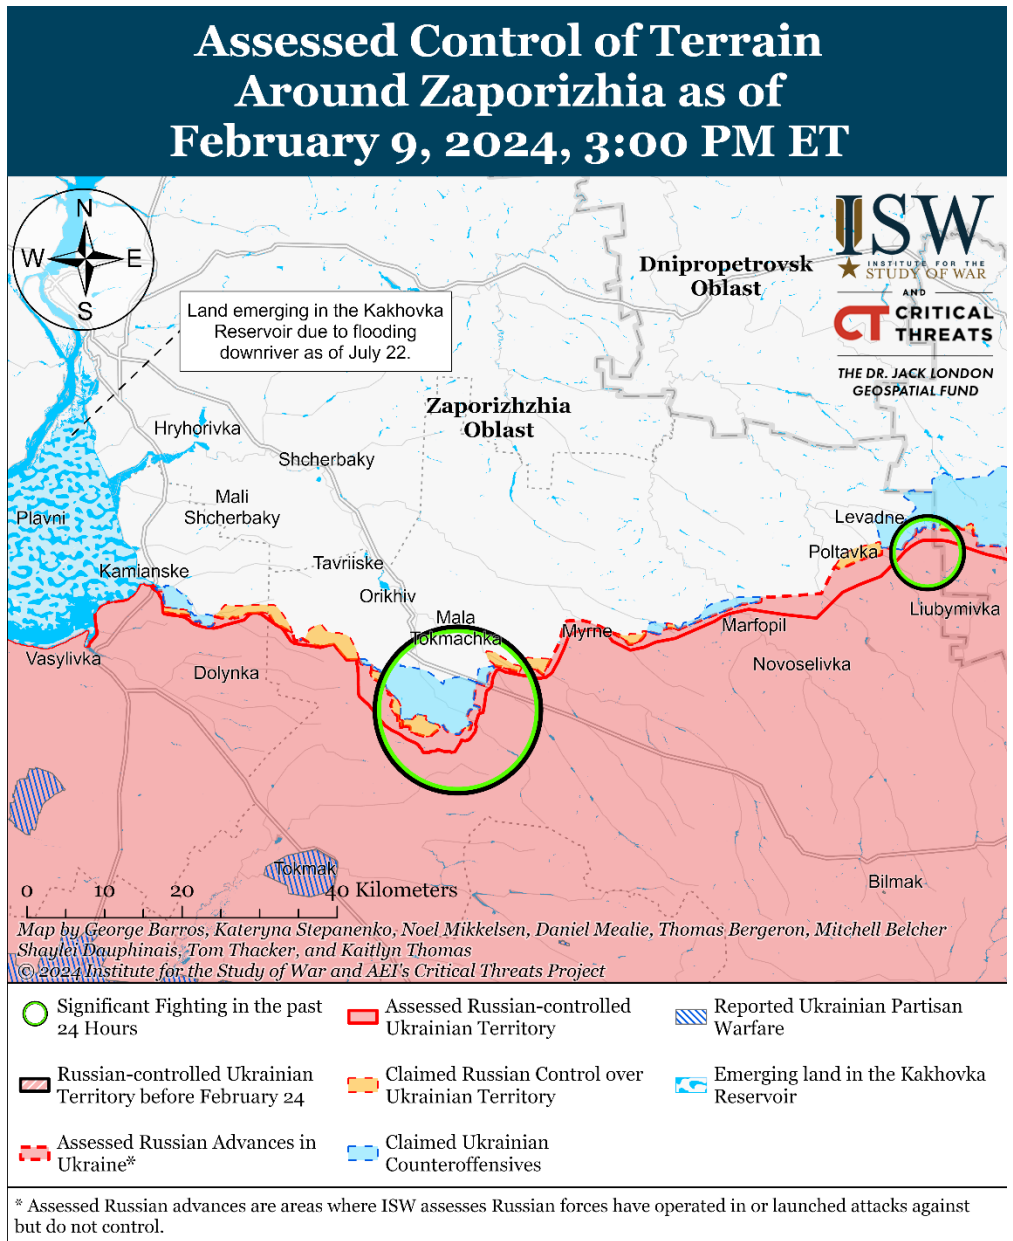 Assessed Control of Terrain
Around Zaporizhia as of
February 9, 2024, 3:00 PM ET
N
W
E
S
ISW
INSTITUTE FOR THE
STUDY OF WAR
AND
CT CRITICAL
THREATS
THE DR. JACK LONDON
GEOSPATIAL FUND
Dnipropetrovsk
Oblast
Land emerging in the Kakhovka
Reservoir due to flooding
downriver as of July 22.
Zaporizhzhia
Oblast
Hryhorivka
Shcherbaky
Mali
Shcherbaky
Plavni
Levadne
Poltavka
Tavriiske
Kamianske
Orikhiv
Mala
Tokmachka
Myrne
Marfopil
Liubymivka
Vasylivka
Dolynka
Novoselivka
Tokmak
Bilmak
0 10 20 40 Kilometers
Map by George Barros, Kateryna Stepanenko, Noel Mikkelsen, Daniel Mealie, Thomas Bergeron, Mitchell Belcher
Shaylei Dauphinais, Tom Thacker, and Kaitlyn Thomas
© 2024 Institute for the Study of War and AEI's Critical Threats Project
Significant Fighting in the past
24 Hours
Russian-controlled Ukrainian
Territory before February 24
Assessed Russian Advances in
Ukraine*
Assessed Russian-controlled
Ukrainian Territory
Claimed Russian Control over
Ukrainian Territory
Claimed Ukrainian
Counteroffensives
Reported Ukrainian Partisan
Warfare
Emerging land in the Kakhovka
Reservoir
* Assessed Russian advances are areas where ISW assesses Russian forces have operated in or launched attacks against
but do not control.